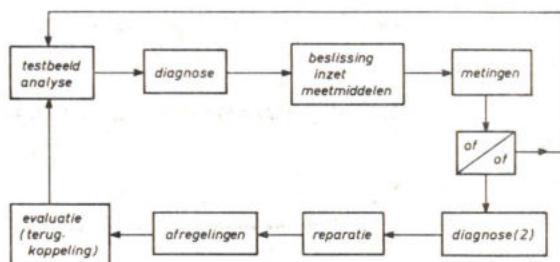 testbeeld
analyse
diagnose
beslissing
inzet
meetmiddelen
metingen
of
of
evaluatie
(terug-
koppeling)
afregelingen
reparatie
diagnose(2)